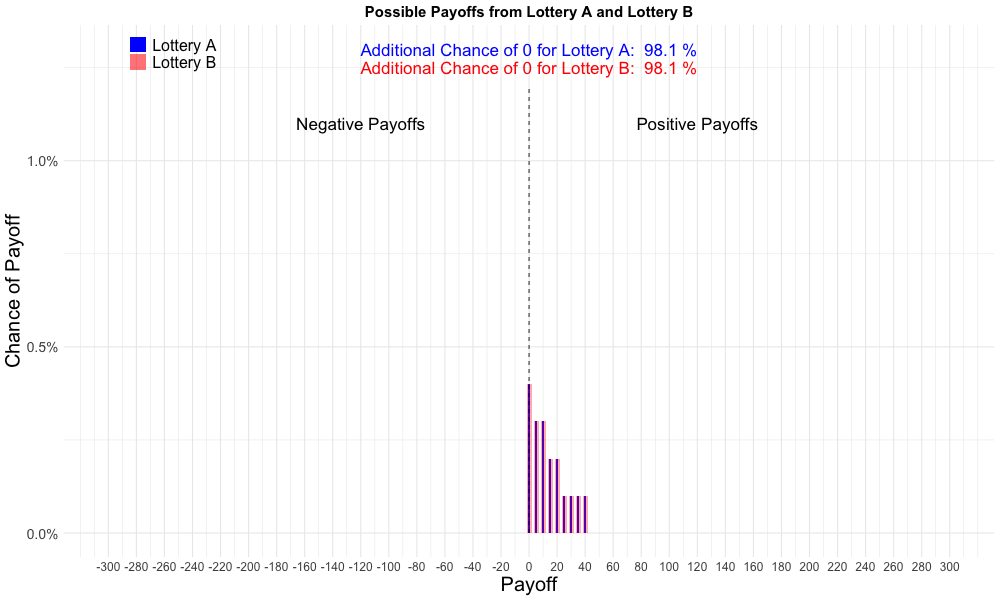 Possible Payoffs from Lottery A and Lottery B
Lottery A
Lottery B
Additional Chance of 0 for Lottery A:  98.1 %
Additional Chance of 0 for Lottery B:  98.1 %
Negative Payoffs
Positive Payoffs
Chance of Payoff
1.0%
0.5%
0.0%
-300 -280 -260 -240 -220 -200 -180 -160 -140 -120 -100 -80 -60 -40 -20 0 20 40 60 80 100 120 140 160 180 200 220 240 260 280 300
Payoff